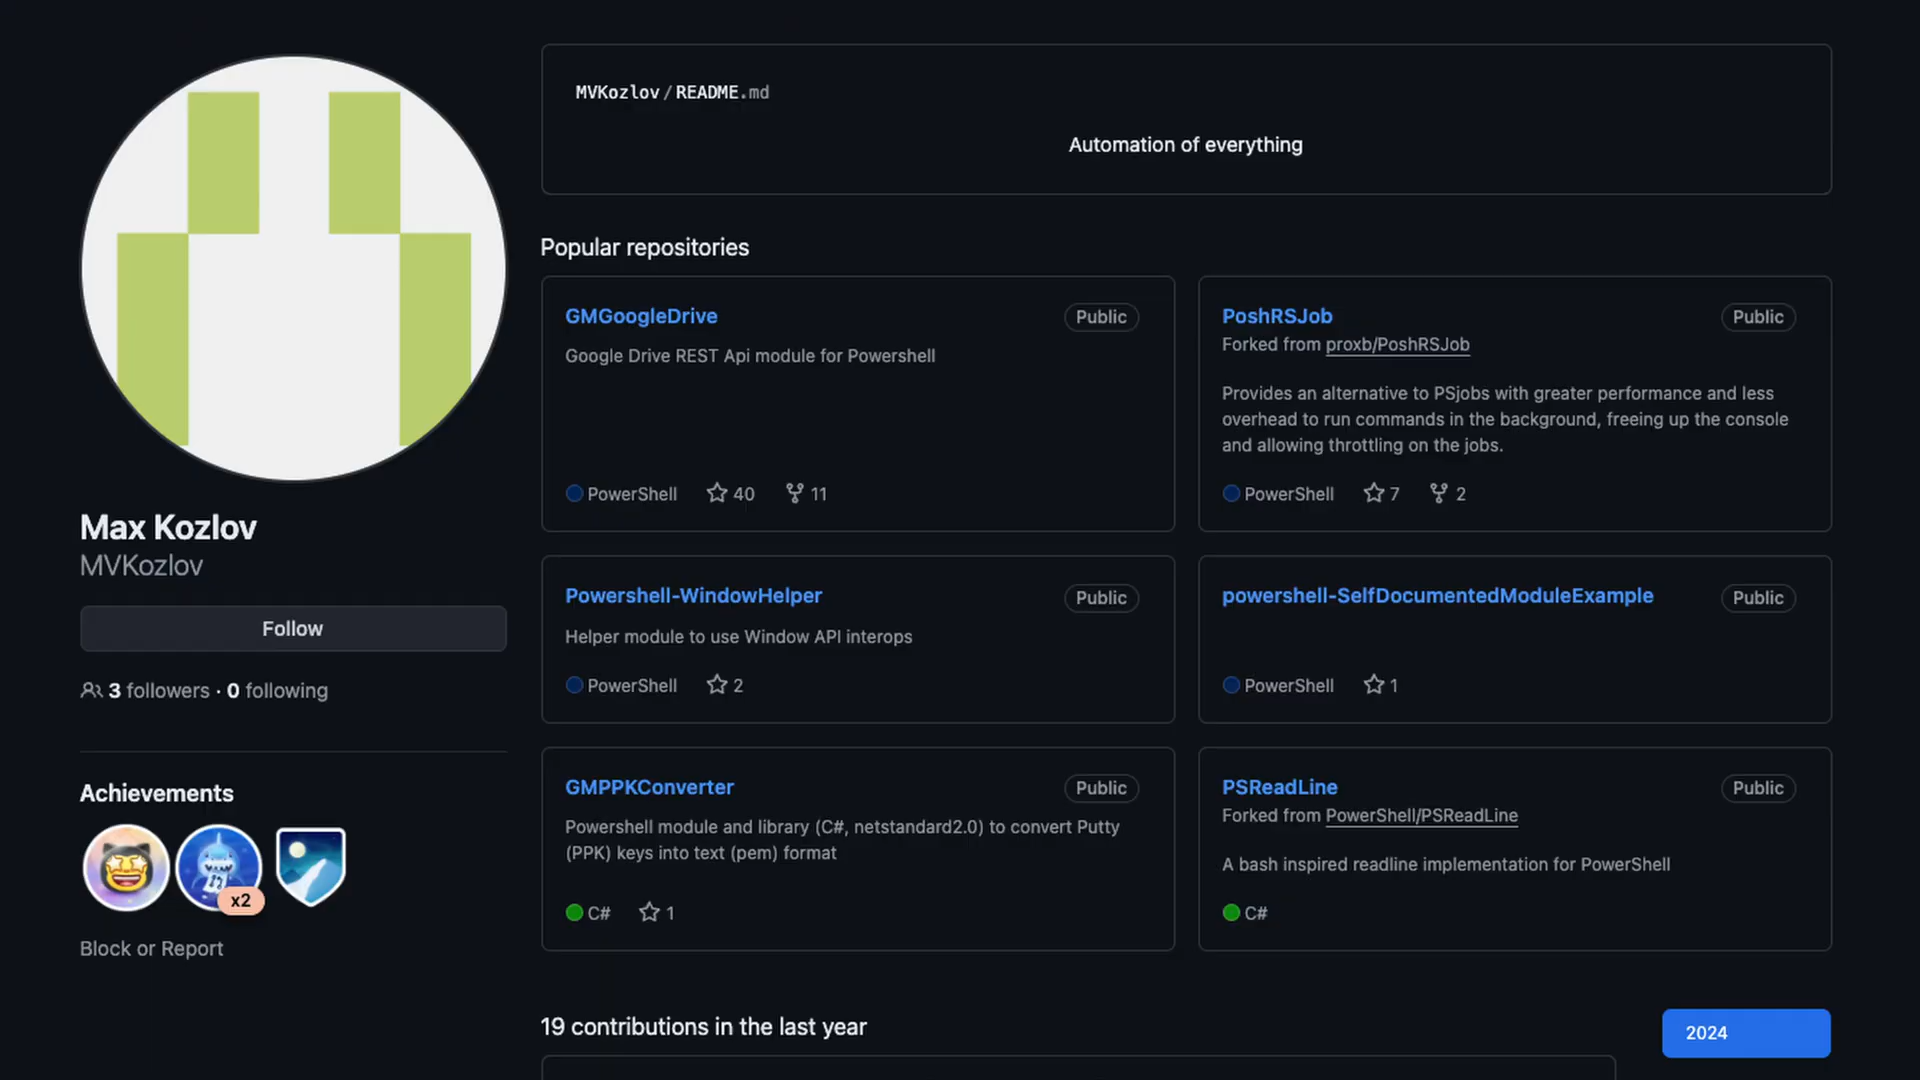 Max Kozlov
MVKozlov
Follow
3 followers · 0 following
Achievements
x2
Block or Report
MVKozlov/README.md
Automation of everything
Popular repositories
GMGoogleDrive
Public
Google Drive REST Api module for Powershell
PowerShell 40 11
PoshRSJob
Public
Forked from proxb/PoshRSJob
Provides an alternative to PSjobs with greater performance and less
overhead to run commands in the background, freeing up the console
and allowing throttling on the jobs.
PowerShell 7 2
Powershell-WindowHelper
Public
Helper module to use Window API interops
PowerShell 2
powershell-SelfDocumentedModuleExample
Public
PowerShell 1
GMPPKConverter
Public
Powershell module and library (C#, netstandard2.0) to convert Putty
(PPK) keys into text (pem) format
C# 1
PSReadLine
Public
Forked from PowerShell/PSReadLine
A bash inspired readline implementation for PowerShell
C#
19 contributions in the last year
2024